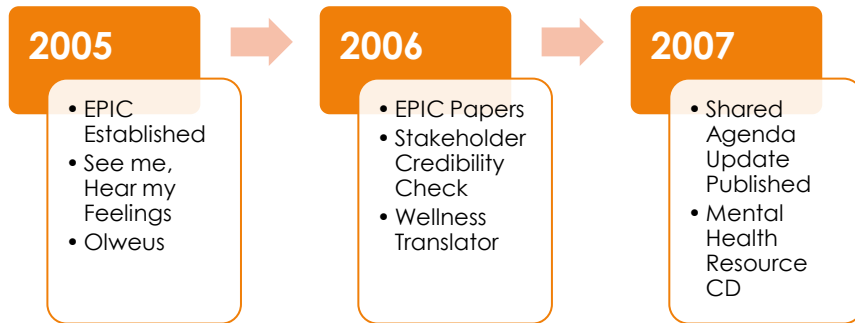 2005
• EPIC
Established
• See me,
Hear my
Feelings
• Olweus
2006
• EPIC Papers
• Stakeholder
Credibility
Check
• Wellness
Translator
2007
• Shared
Agenda
Update
Published
• Mental
Health
Resource
CD